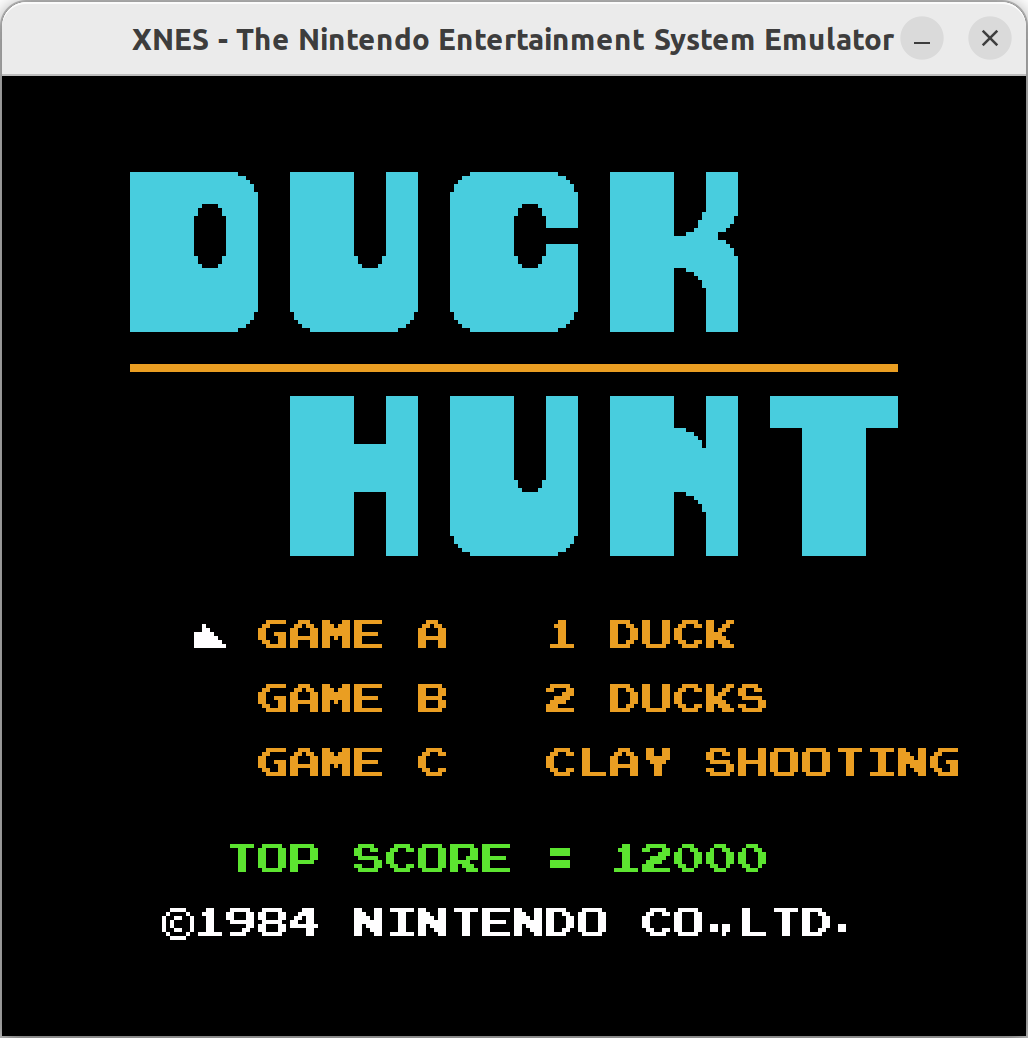 XNES - The Nintendo Entertainment System Emulator
DUCK
HUNT
GAME A 1 DUCK
GAME B 2 DUCKS
GAME C CLAY SHOOTING
TOP SCORE = 12000
©1984 NINTENDO CO.,LTD.